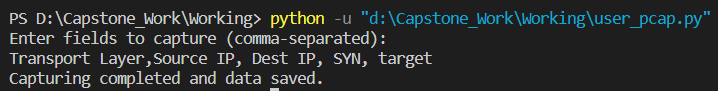 PS D:\Capstone_Work\Working> python -u "d:\Capstone_Work\Working\user_pcap.py"
Enter fields to capture (comma-separated):
Transport Layer,Source IP, Dest IP, SYN, target
Capturing completed and data saved.